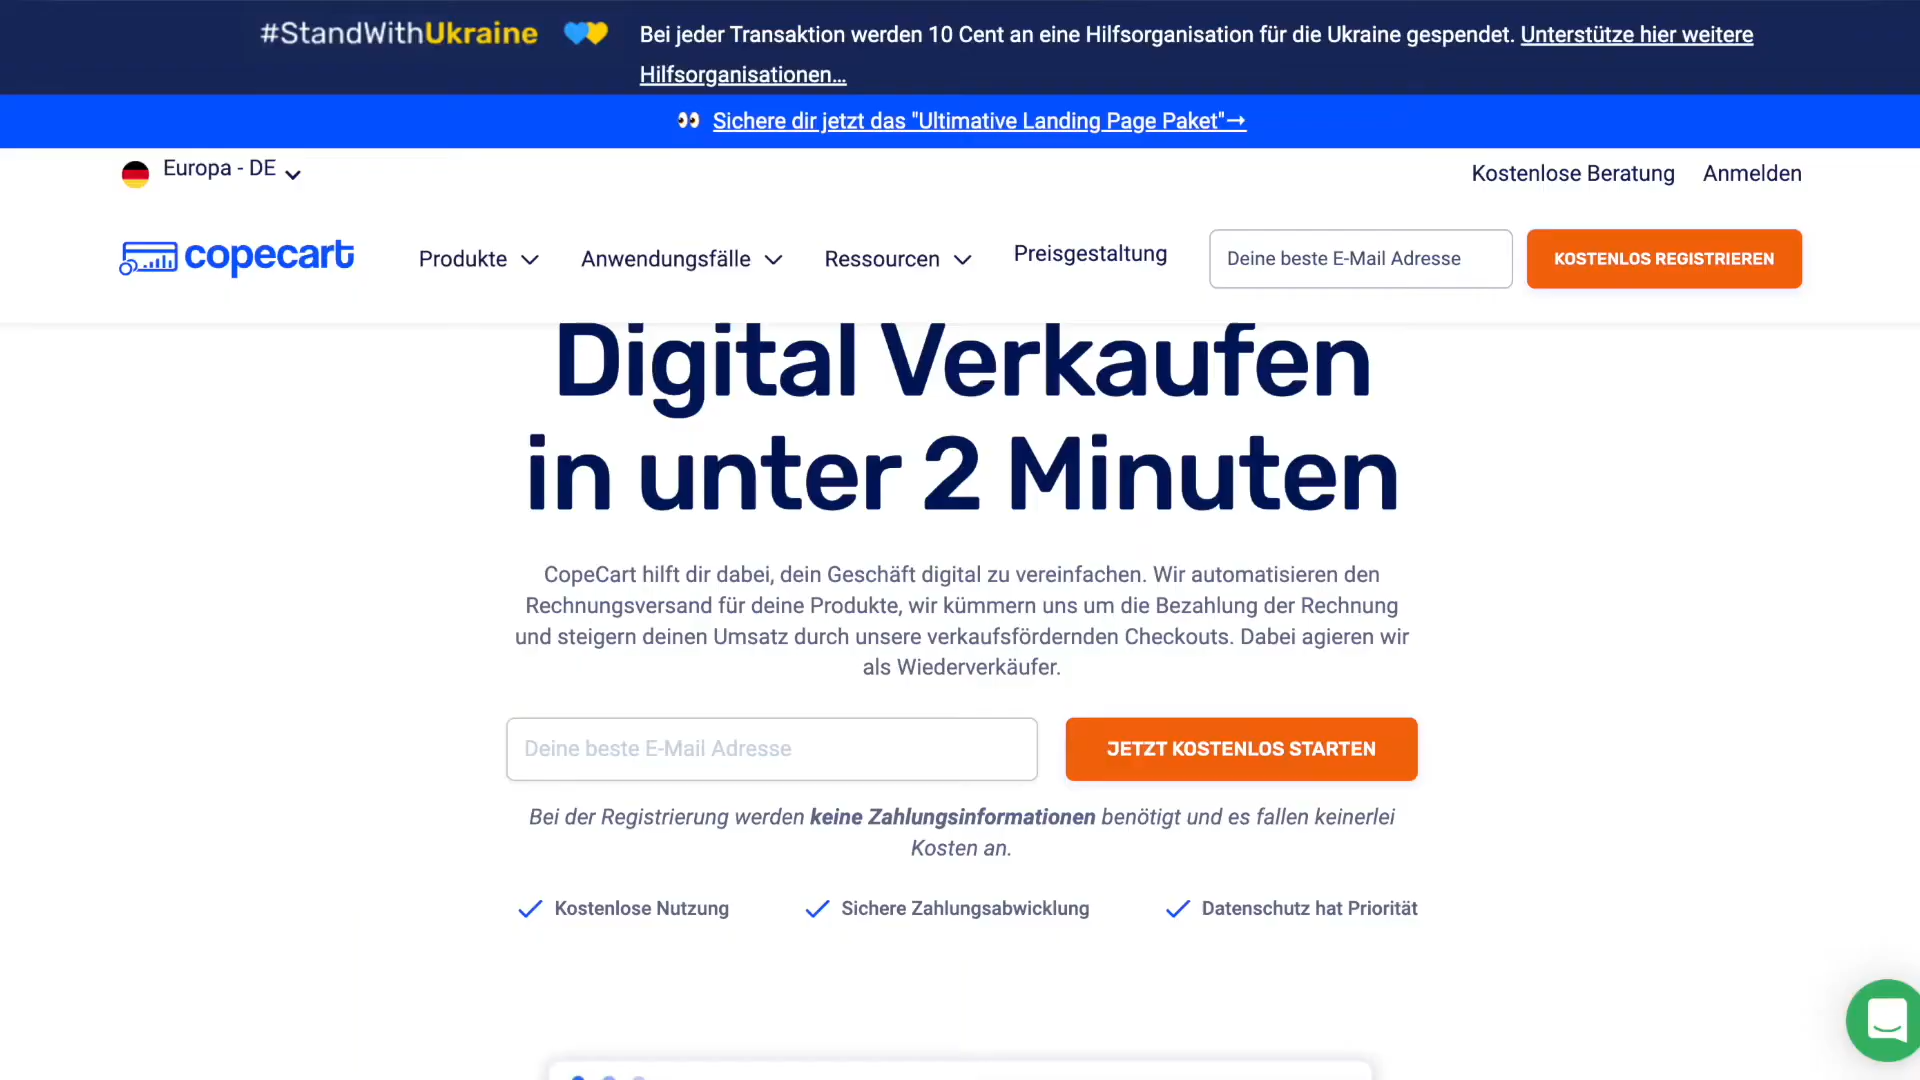 #StandWithUkraine
Bei jeder Transaktion werden 10 Cent an eine Hilfsorganisation für die Ukraine gespendet. Unterstütze hier weitere
Hilfsorganisationen...
Sichere dir jetzt das "Ultimative Landing Page Paket"→
Europa - DE
Kostenlose Beratung
Anmelden
copecart
Produkte
Anwendungsfälle
Ressourcen
Preisgestaltung
Deine beste E-Mail Adresse
KOSTENLOS REGISTRIEREN
Digital Verkaufen
in unter 2 Minuten
CopeCart hilft dir dabei, dein Geschäft digital zu vereinfachen. Wir automatisieren den
Rechnungsversand für deine Produkte, wir kümmern uns um die Bezahlung der Rechnung
und steigern deinen Umsatz durch unsere verkaufsfördernden Checkouts. Dabei agieren wir
als Wiederverkäufer.
Deine beste E-Mail Adresse
JETZT KOSTENLOS STARTEN
Bei der Registrierung werden keine Zahlungsinformationen benötigt und es fallen keinerlei
Kosten an.
Kostenlose Nutzung
Sichere Zahlungsabwicklung
Datenschutz hat Priorität